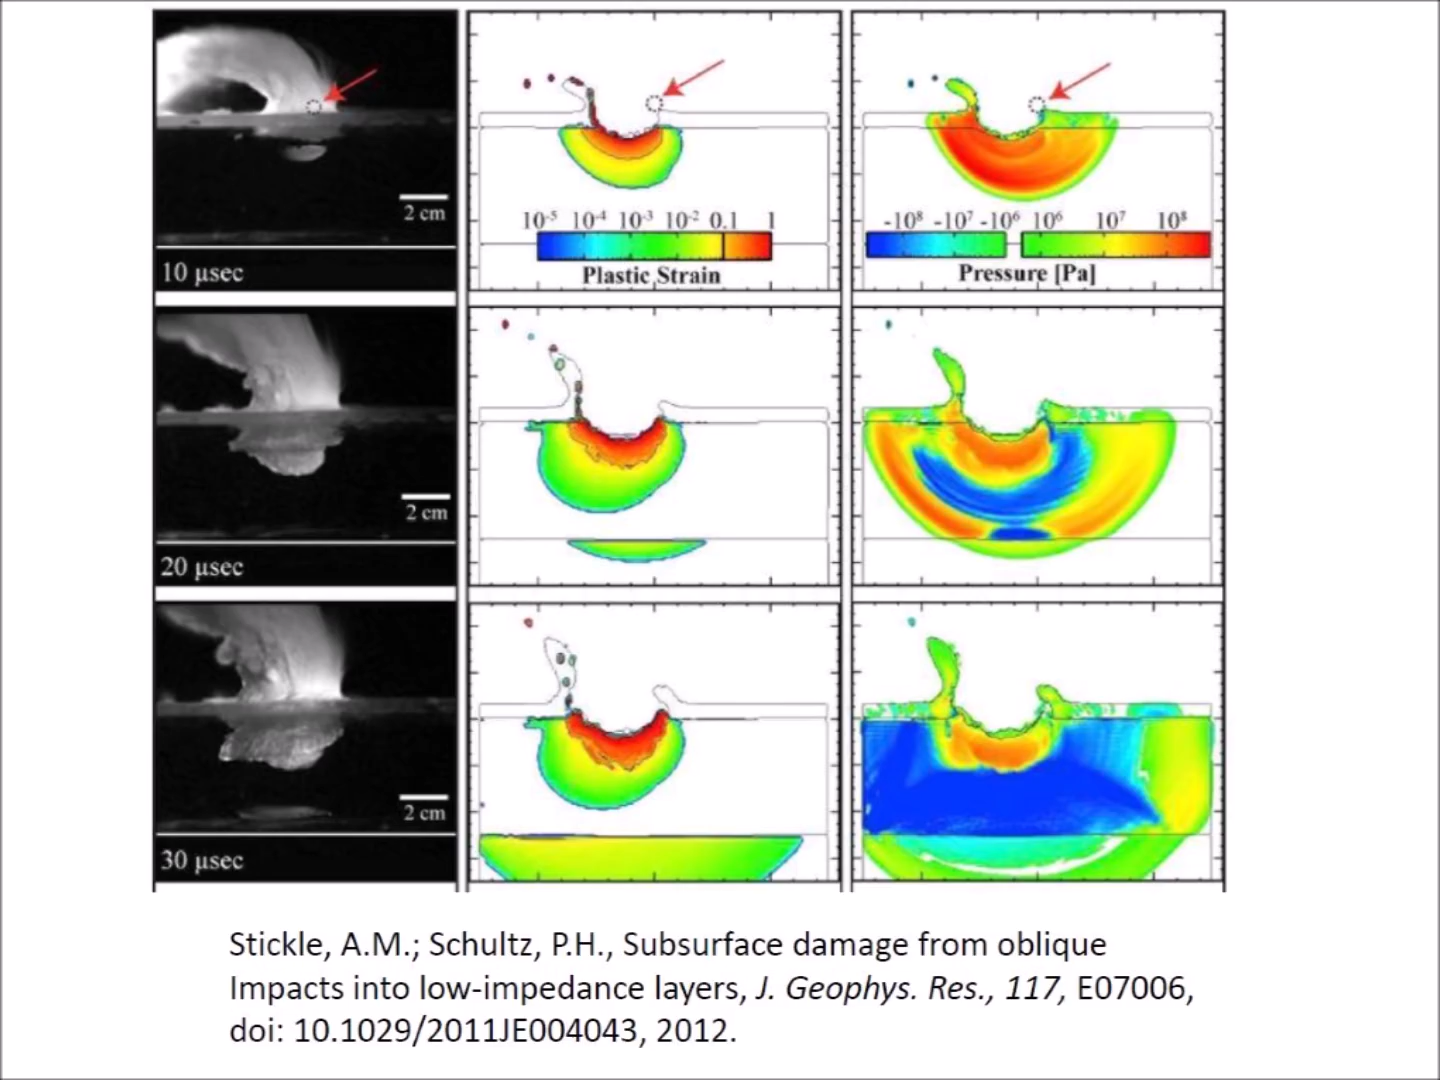 2 cm
10 µsec
10⁻⁵ 10⁻⁴ 10⁻³ 10⁻² 0.1 1
Plastic Strain
-10⁸ -10⁷ -10⁶ 10⁶ 10⁷ 10⁸
Pressure [Pa]
2 cm
20 µsec
2 cm
30 µsec
Stickle, A.M.; Schultz, P.H., Subsurface damage from oblique
Impacts into low-impedance layers, J. Geophys. Res., 117, E07006,
doi: 10.1029/2011JE004043, 2012.